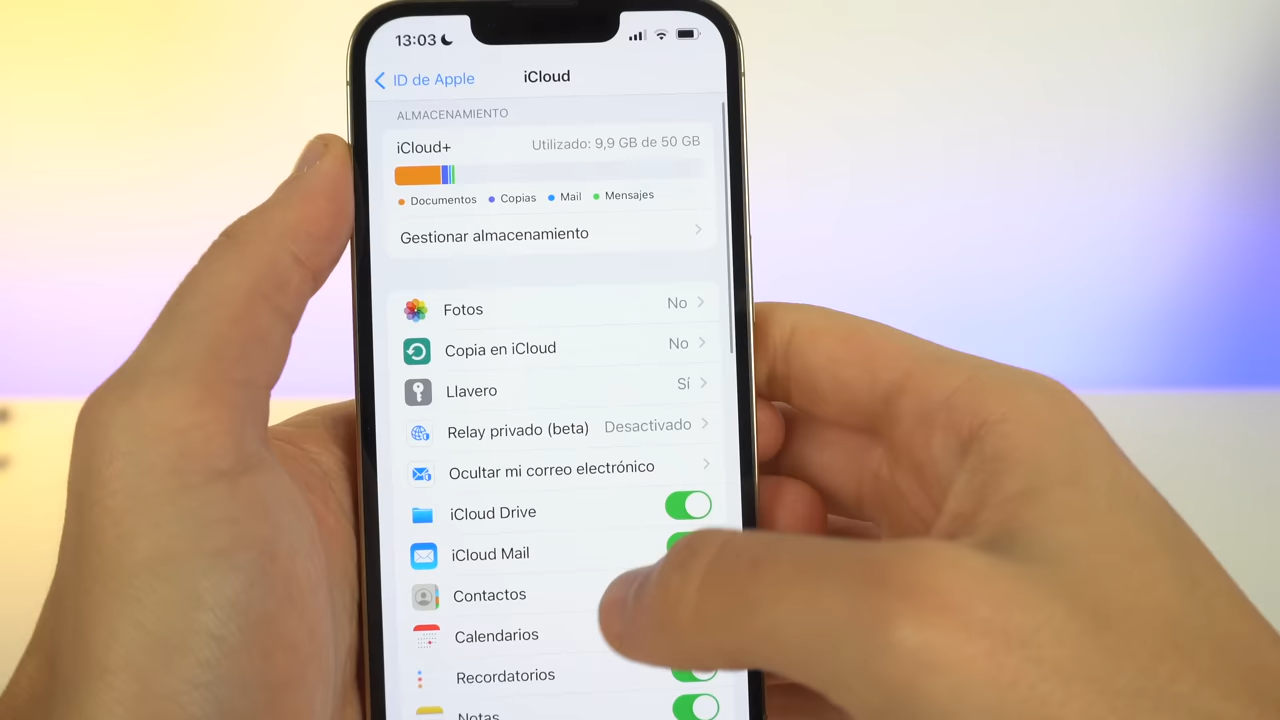 13:03
ID de Apple iCloud
ALMACENAMIENTO
iCloud+ Utilizado: 9,9 GB de 50 GB
Documentos Copias Mail Mensajes
Gestionar almacenamiento
Fotos No
Copia en iCloud No
Llavero Sí
Relay privado (beta) Desactivado
Ocultar mi correo electrónico
iCloud Drive
iCloud Mail
Contactos
Calendarios
Recordatorios
Notas